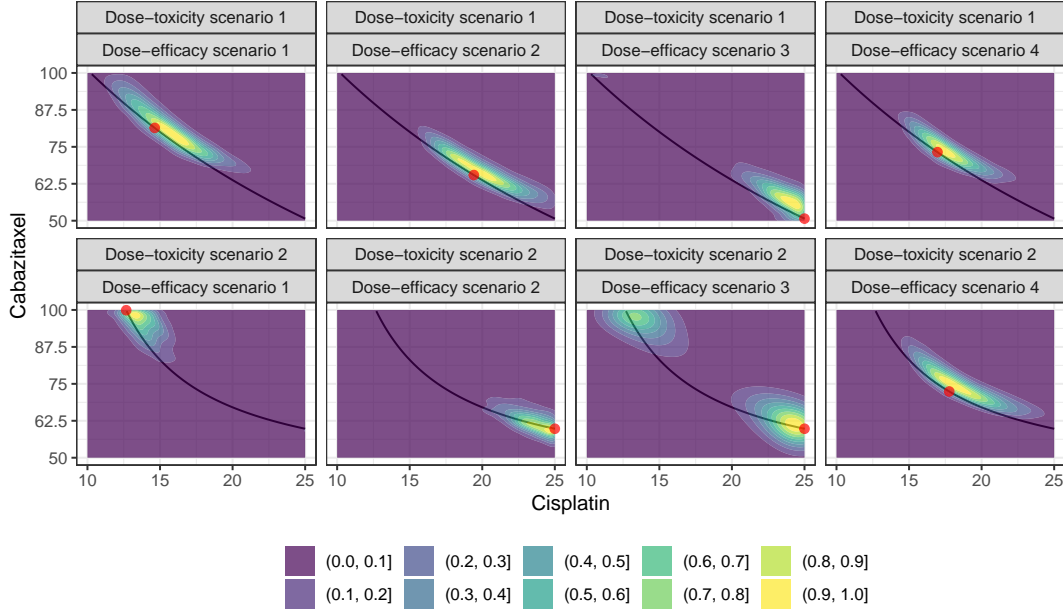 Dose−toxicity scenario 1 Dose−toxicity scenario 1 Dose−toxicity scenario 1 Dose−toxicity scenario 1
Dose−efficacy scenario 1 Dose−efficacy scenario 2 Dose−efficacy scenario 3 Dose−efficacy scenario 4
100
87.5
75
62.5
50
Dose−toxicity scenario 2 Dose−toxicity scenario 2 Dose−toxicity scenario 2 Dose−toxicity scenario 2
Dose−efficacy scenario 1 Dose−efficacy scenario 2 Dose−efficacy scenario 3 Dose−efficacy scenario 4
100
87.5
75
62.5
50
Cabazitaxel
10 15 20 25 10 15 20 25 10 15 20 25 10 15 20 25
Cisplatin
(0.0, 0.1] (0.2, 0.3] (0.4, 0.5] (0.6, 0.7] (0.8, 0.9]
(0.1, 0.2] (0.3, 0.4] (0.5, 0.6] (0.7, 0.8] (0.9, 1.0]